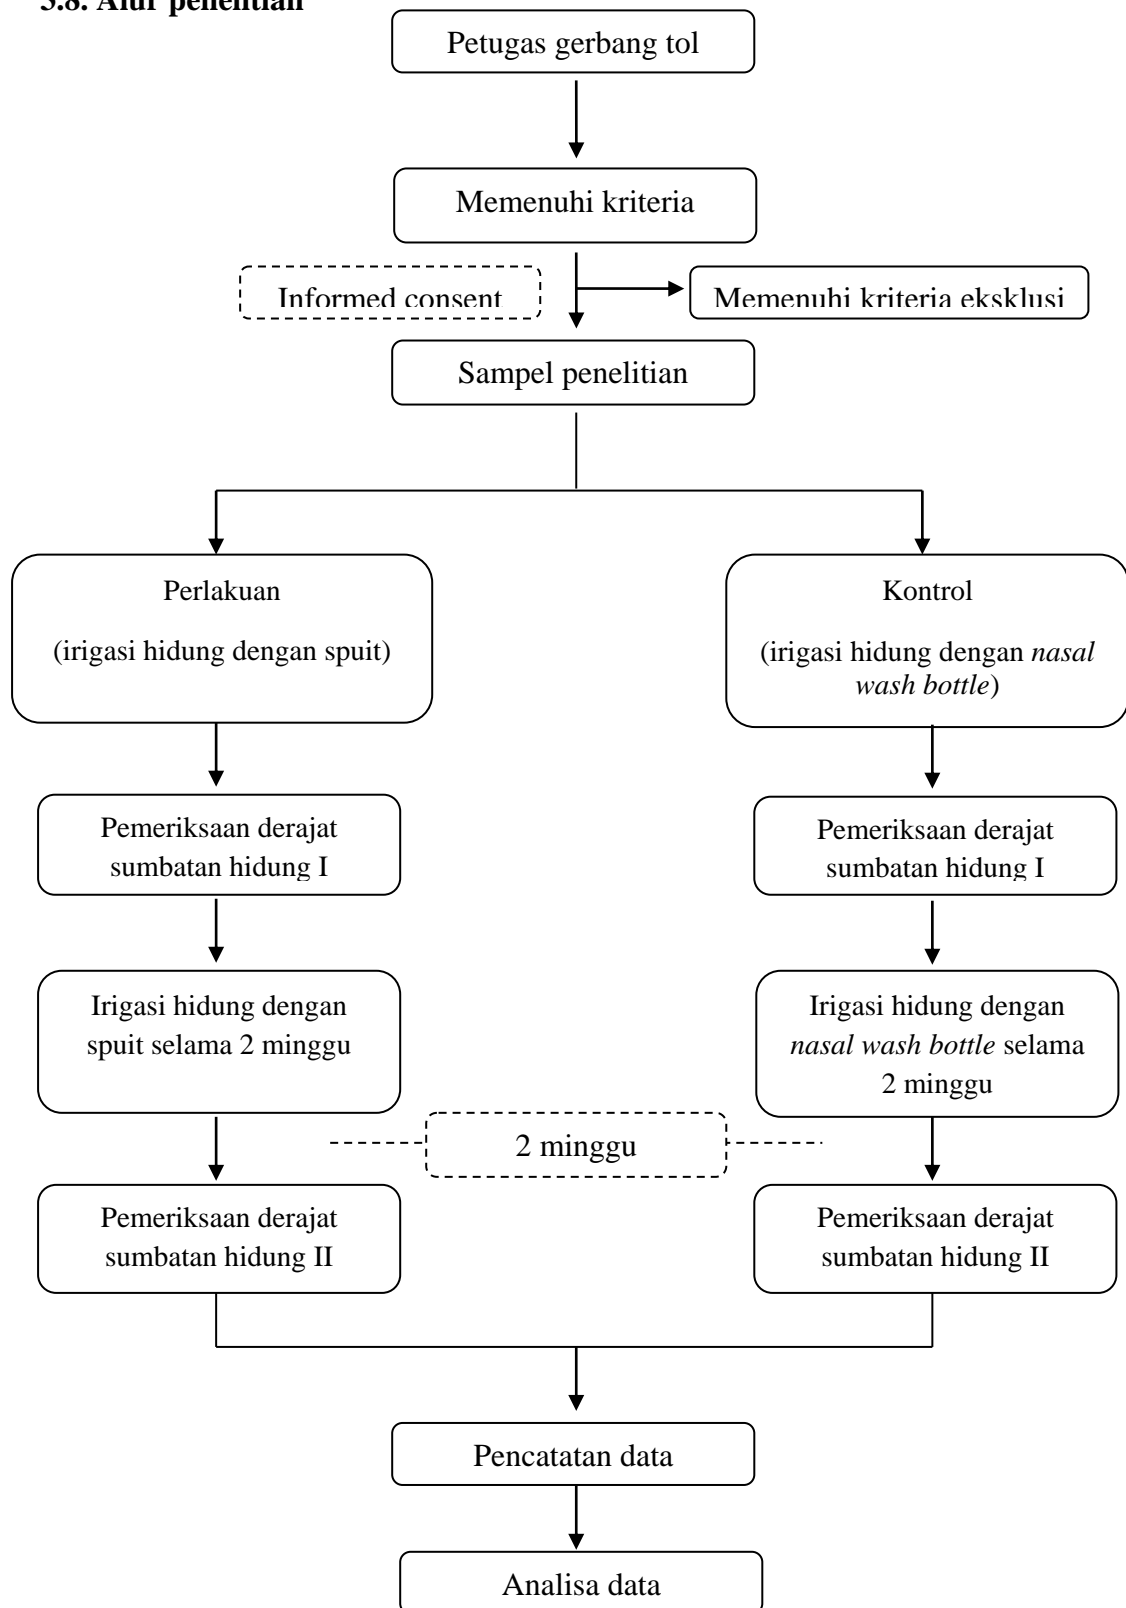 3.8. Alur penelitian
Petugas gerbang tol
Memenuhi kriteria
Informed consent
Memenuhi kriteria eksklusi
Sampel penelitian
Perlakuan
(irigasi hidung dengan spuit)
Kontrol
(irigasi hidung dengan nasal
wash bottle)
Pemeriksaan derajat
sumbatan hidung I
Pemeriksaan derajat
sumbatan hidung I
Irigasi hidung dengan
spuit selama 2 minggu
Irigasi hidung dengan
nasal wash bottle selama
2 minggu
2 minggu
Pemeriksaan derajat
sumbatan hidung II
Pemeriksaan derajat
sumbatan hidung II
Pencatatan data
Analisa data